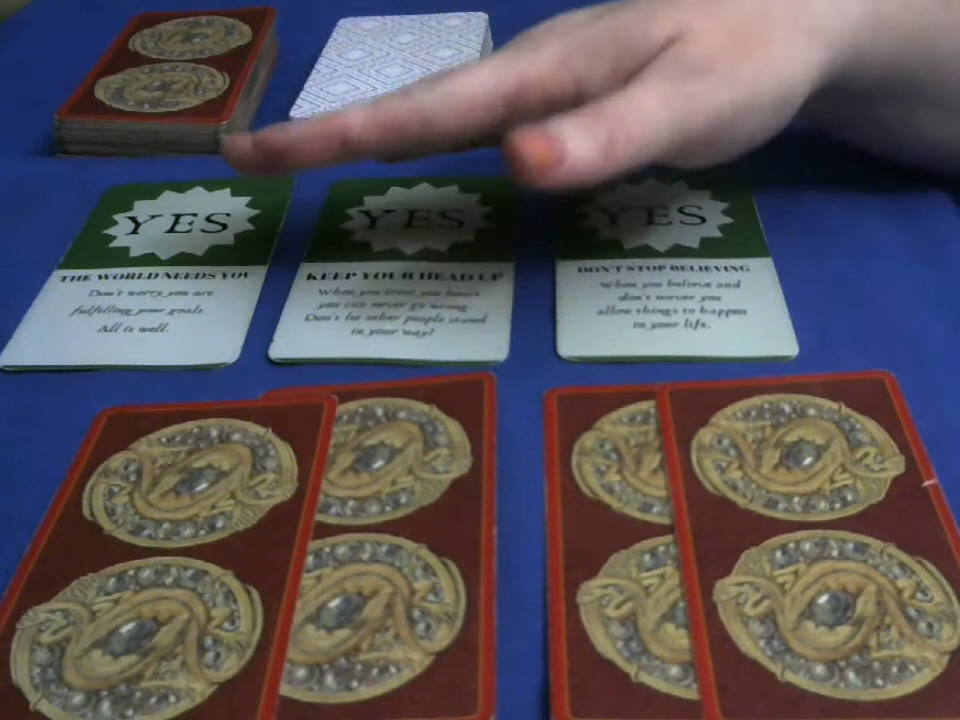 YES
THE WORLD NEEDS YOU
Don't worry you are
fulfilling your goals.
All is well.
YES
KEEP YOUR HEAD UP
When you trust you heart
you can never go wrong.
Don't let other people stand
in your way!
YES
DON'T STOP BELIEVING
When you believe and
don't waver you
allow things to happen
in your life.